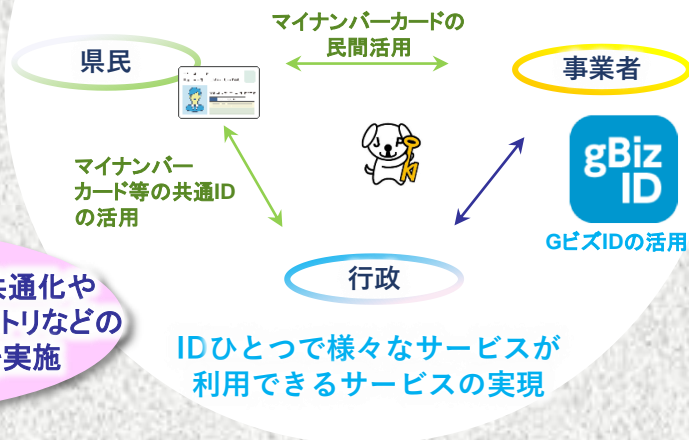 マイナンバーカードの
民間活用
県民
事業者
マイナンバー
カード等の共通ID
の活用
gBiz
ID
GビズIDの活用
行政
通化や
トリなどの
実施
IDひとつで様々なサービスが
利用できるサービスの実現